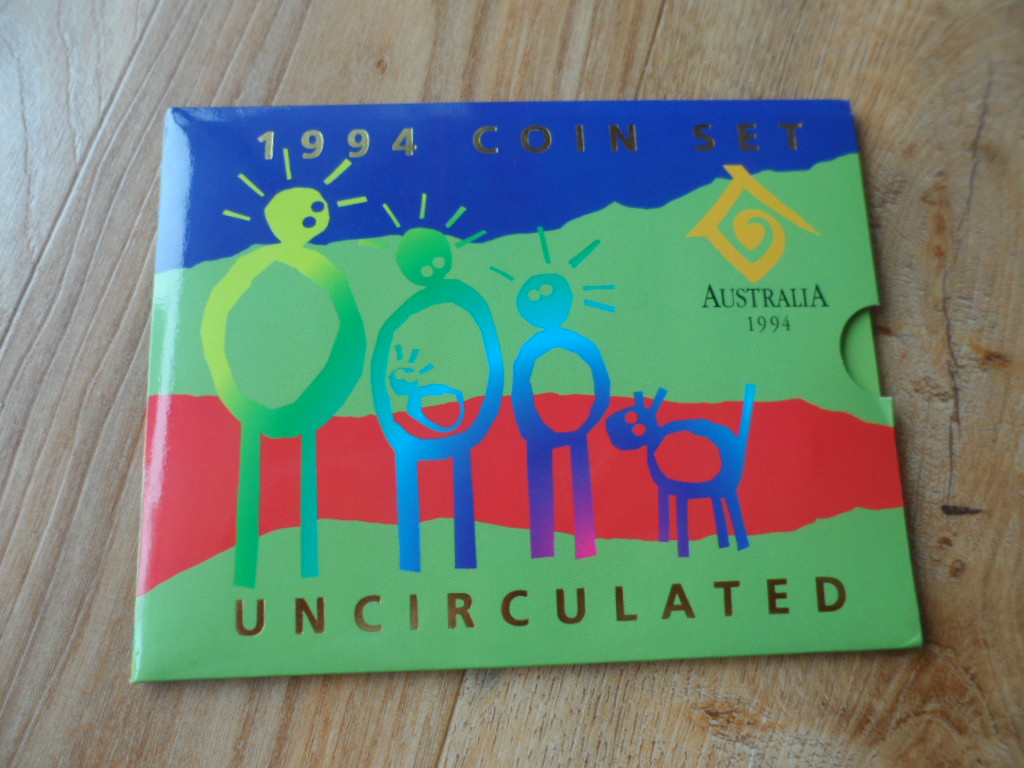 1994 COIN SET
AUSTRALIA
1994
UNCIRCULATED